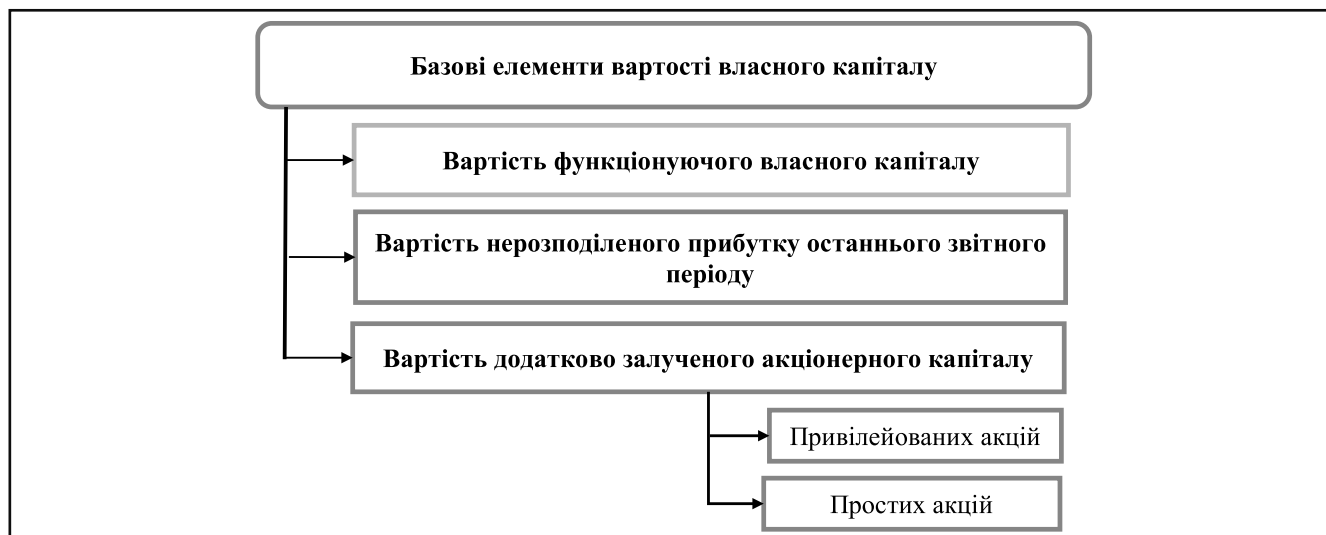 Базові елементи вартості власного капіталу
Вартість функціонуючого власного капіталу
Вартість нерозподіленого прибутку останнього звітного
періоду
Вартість додатково залученого акціонерного капіталу
Привілейованих акцій
Простих акцій